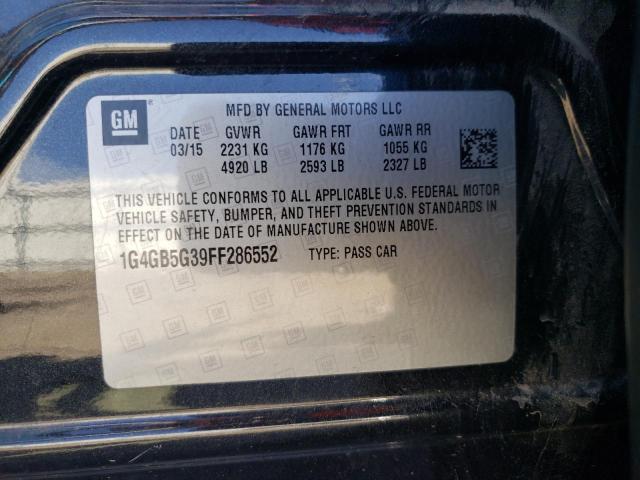 GM
MFD BY GENERAL MOTORS LLC
DATE GVWR GAWR FRT GAWR RR
03/15 2231 KG 1176 KG 1055 KG
4920 LB 2593 LB 2327 LB
THIS VEHICLE CONFORMS TO ALL APPLICABLE U.S. FEDERAL MOTOR
VEHICLE SAFETY, BUMPER, AND THEFT PREVENTION STANDARDS IN
EFFECT ON THE DATE OF MANUFACTURE SHOWN ABOVE.
1G4GB5G39FF286552 TYPE: PASS CAR